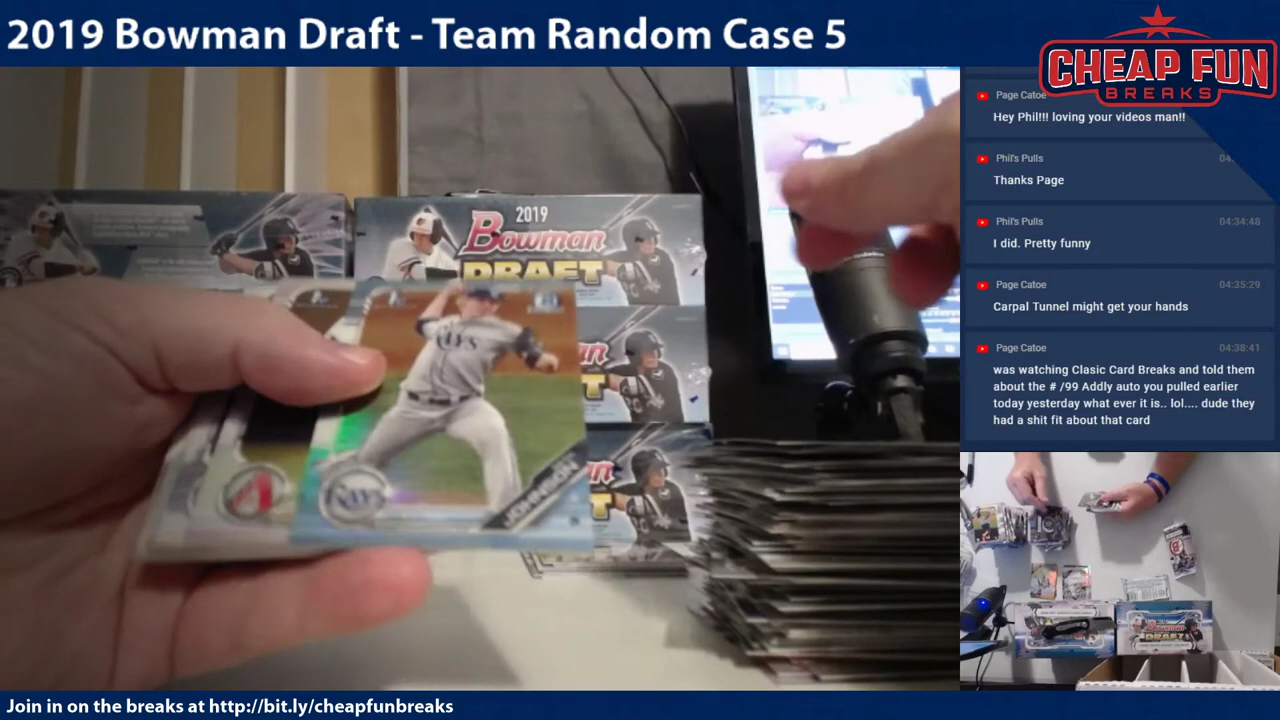 2019 Bowman Draft - Team Random Case 5
CHEAP FUN
BREAKS
Page Catoe
Hey Phil!!! loving your videos man!!
Phil's Pulls
Thanks Page
Phil's Pulls 04:34:48
I did. Pretty funny
Page Catoe 04:35:29
Carpal Tunnel might get your hands
Page Catoe 04:38:41
was watching Clasic Card Breaks and told them
about the # /99 Addly auto you pulled earlier
today yesterday what ever it is.. lol.... dude they
had a shit fit about that card
2019
Bowman
DRAFT
RAYS
Rays
JOHNSON
Bowman
DRAFT
Join in on the breaks at http://bit.ly/cheapfunbreaks